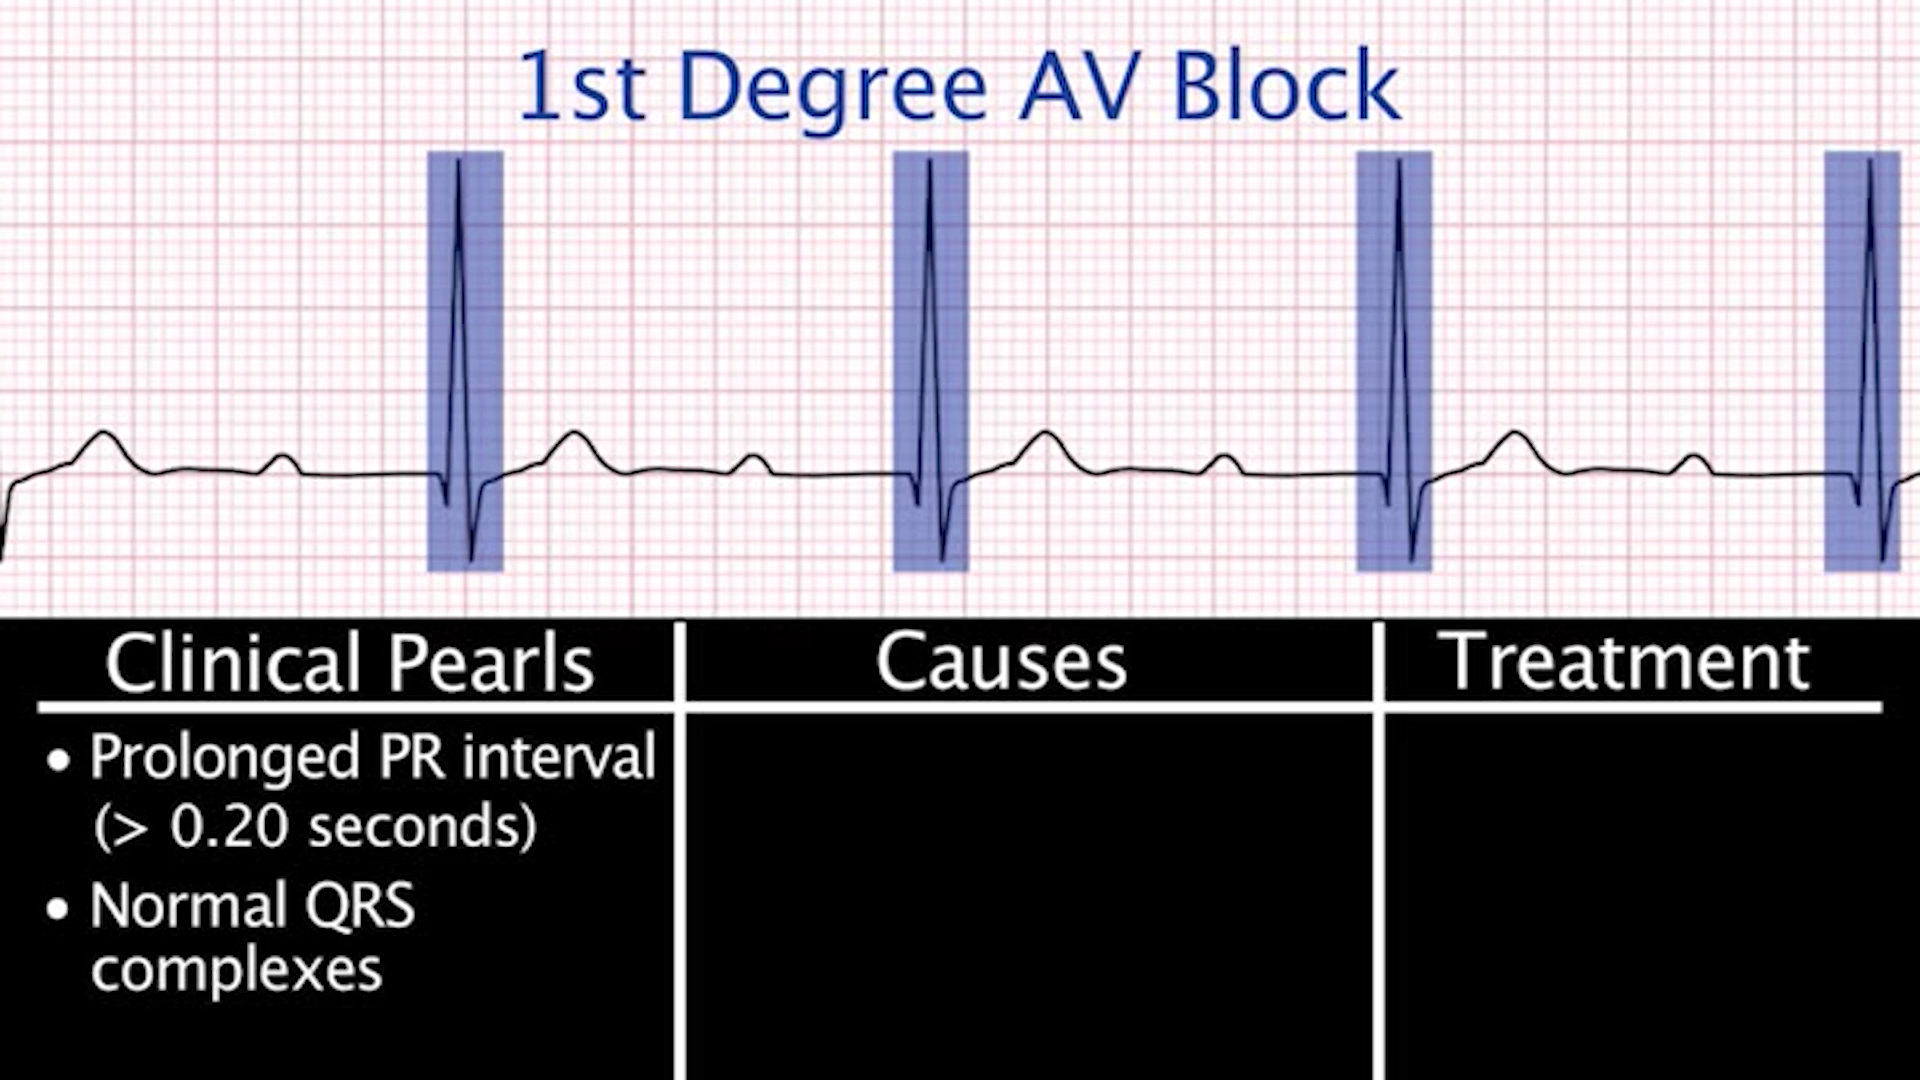 1st Degree AV Block
Clinical Pearls
Causes
Treatment
• Prolonged PR interval
(> 0.20 seconds)
• Normal QRS
complexes